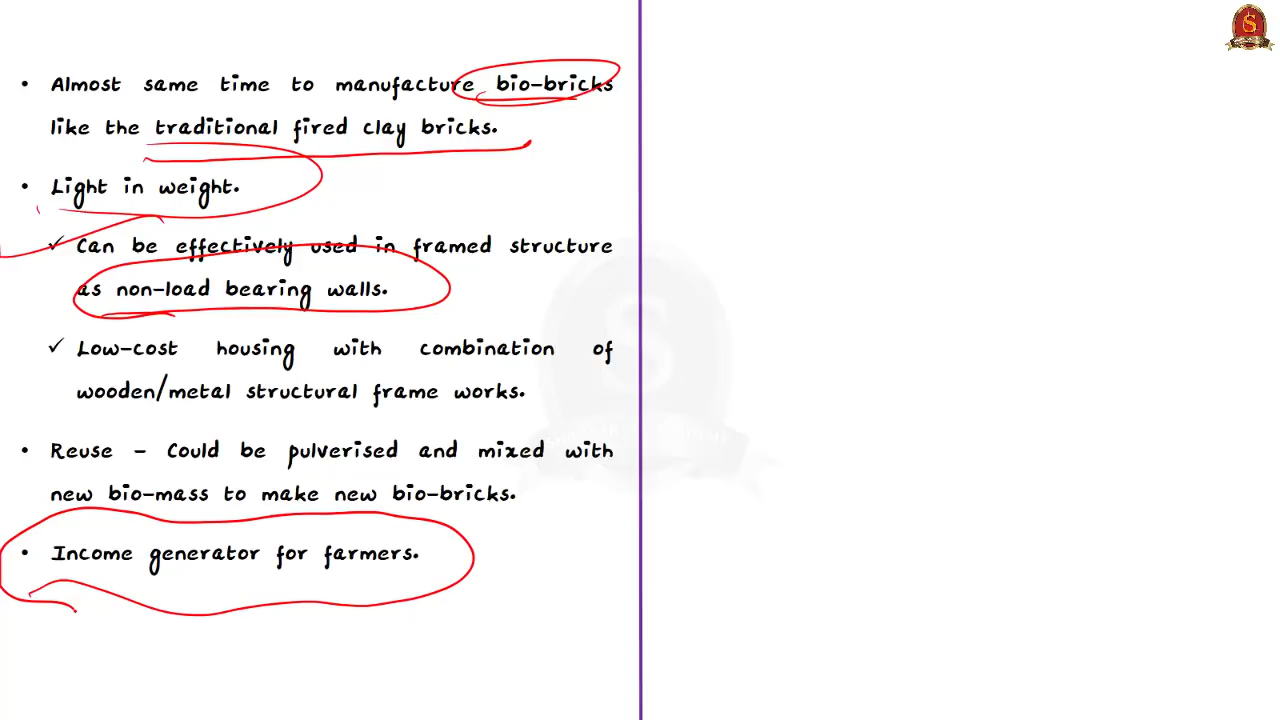 • Almost same time to manufacture bio-bricks
like the traditional fired clay bricks.
• Light in weight.
✓ Can be effectively used in framed structure
as non-load bearing walls.
✓ Low-cost housing with combination of
wooden/metal structural frame works.
• Reuse - Could be pulverised and mixed with
new bio-mass to make new bio-bricks.
• Income generator for farmers.